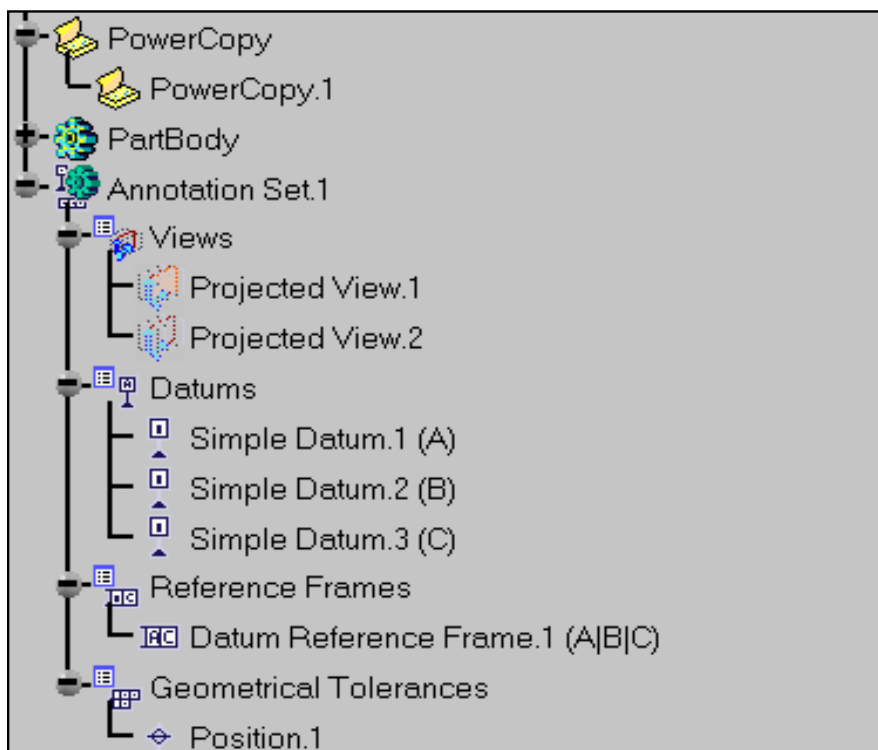 PowerCopy
PowerCopy.1
PartBody
Annotation Set.1
Views
Projected View.1
Projected View.2
Datums
Simple Datum.1 (A)
Simple Datum.2 (B)
Simple Datum.3 (C)
Reference Frames
Datum Reference Frame.1 (A|B|C)
Geometrical Tolerances
Position.1